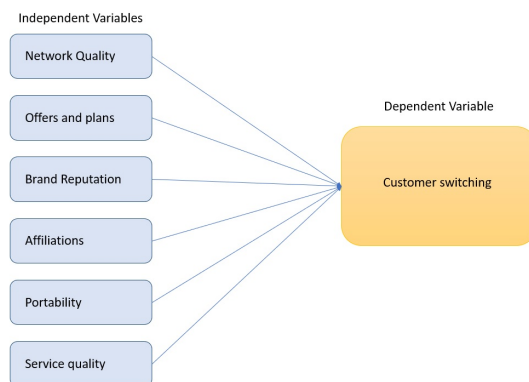 Independent Variables
Network Quality
Offers and plans
Brand Reputation
Affiliations
Portability
Service quality
Dependent Variable
Customer switching